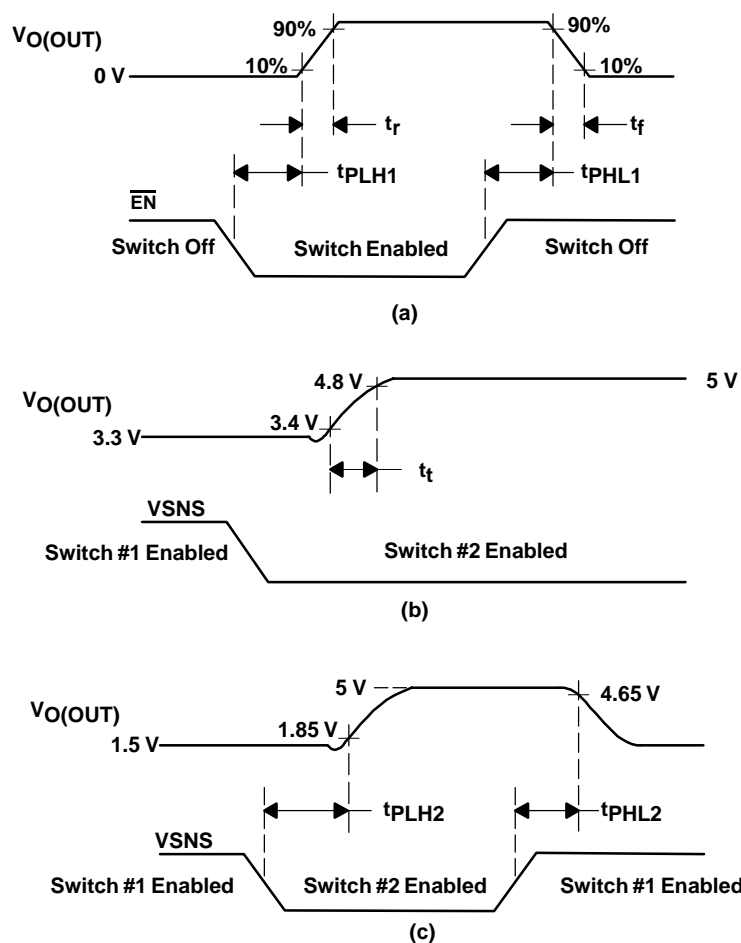 VO(OUT)
90%
90%
10%
10%
0 V
tr
tf
tPLH1
tPHL1
EN
Switch Off
Switch Enabled
Switch Off
(a)
4.8 V
5 V
VO(OUT)
3.4 V
3.3 V
tt
VSNS
Switch #1 Enabled
Switch #2 Enabled
(b)
5 V
4.65 V
VO(OUT)
1.85 V
1.5 V
tPLH2
tPHL2
VSNS
Switch #1 Enabled
Switch #2 Enabled
Switch #1 Enabled
(c)